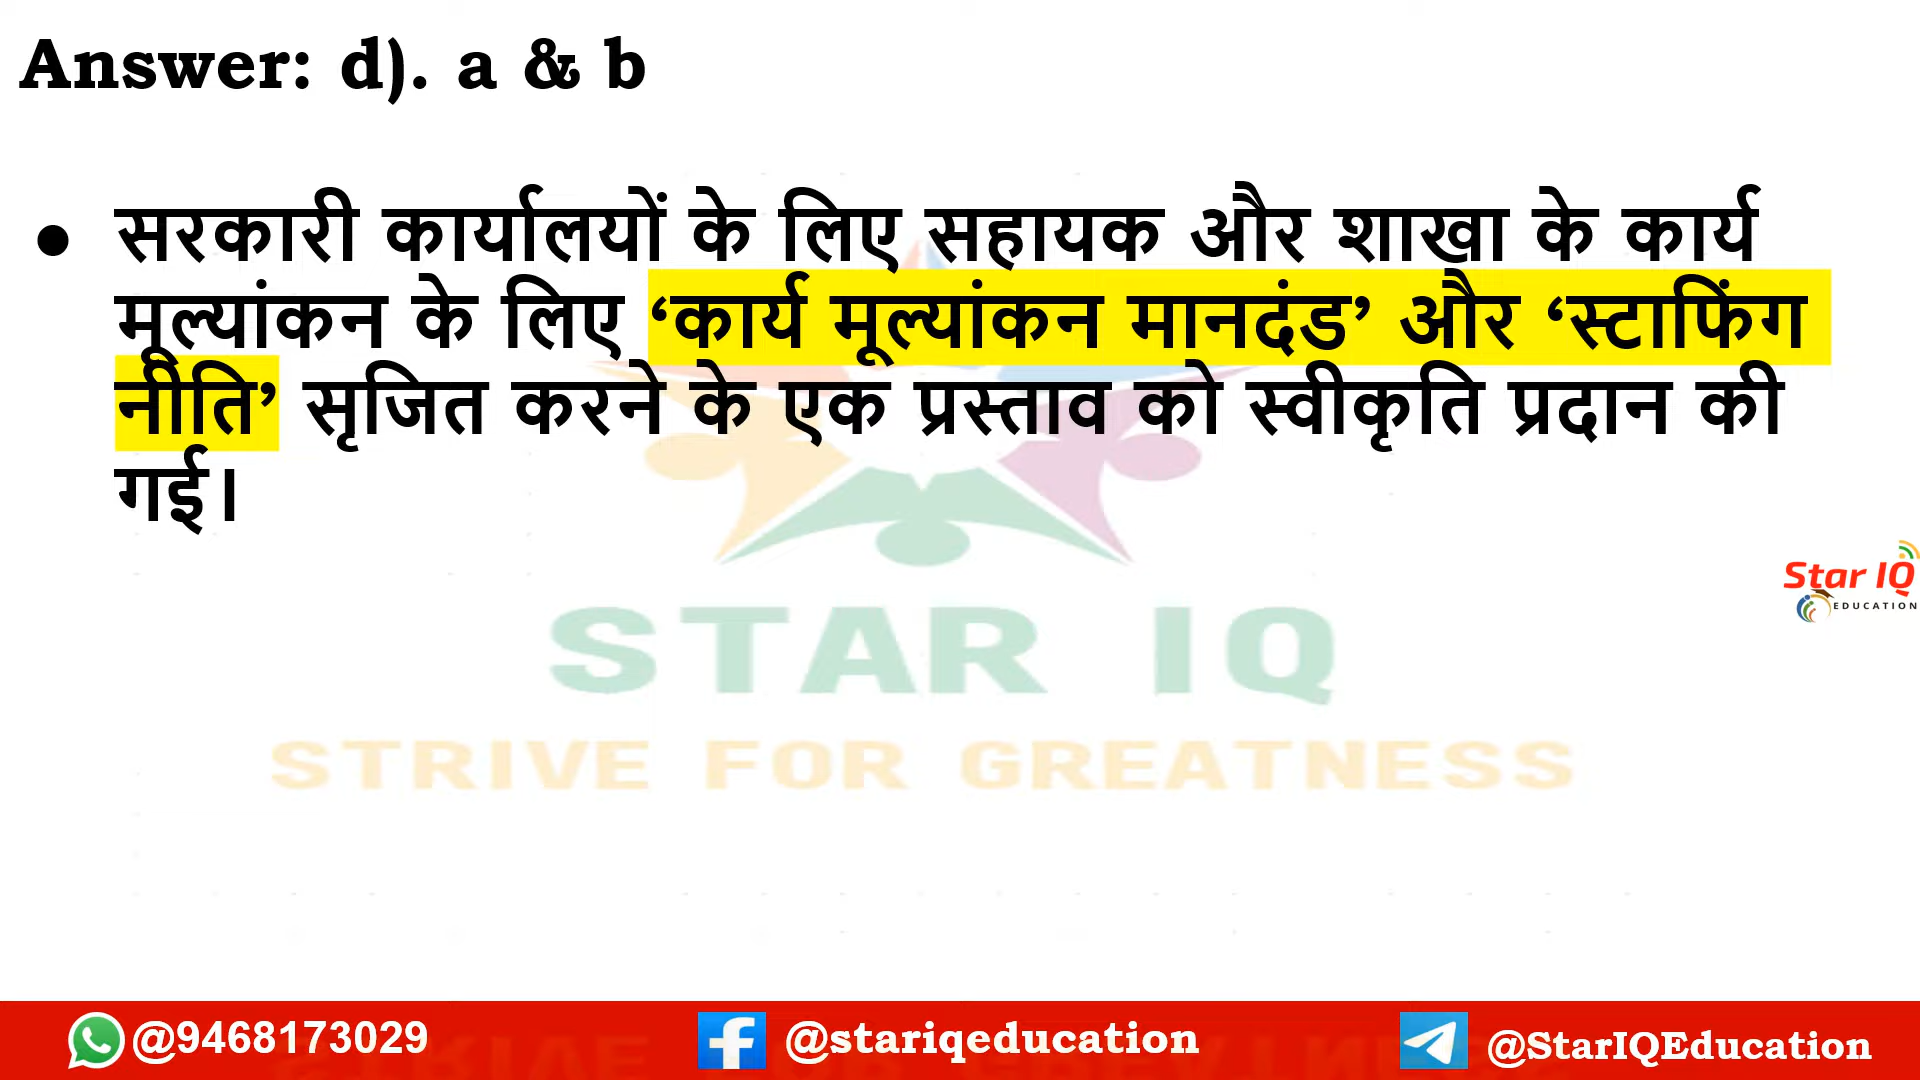 Answer: d). a & b
● सरकारी कार्यालयों के लिए सहायक और शाखा के कार्य
मूल्यांकन के लिए ‘कार्य मूल्यांकन मानदंड’ और ‘स्टाफिंग
नीति’ सृजित करने के एक प्रस्ताव को स्वीकृति प्रदान की
गई।
Star IQ
EDUCATION
STAR IQ
STRIVE FOR GREATNESS
@9468173029
@stariqeducation
@StarIQEducation